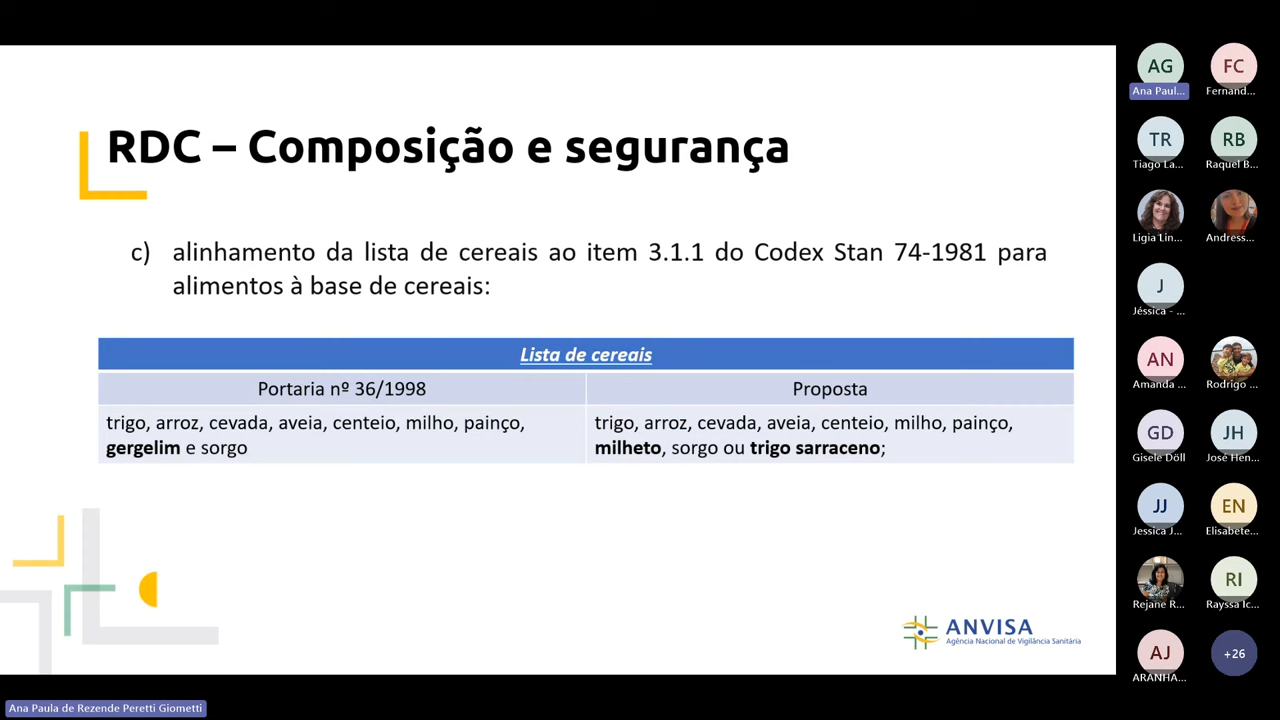 RDC – Composição e segurança
c) alinhamento da lista de cereais ao item 3.1.1 do Codex Stan 74-1981 para
alimentos à base de cereais:
Lista de cereais
Portaria nº 36/1998
Proposta
trigo, arroz, cevada, aveia, centeio, milho, painço,
gergelim e sorgo
trigo, arroz, cevada, aveia, centeio, milho, painço,
milheto, sorgo ou trigo sarraceno;
ANVISA
Agência Nacional de Vigilância Sanitária
AG
Ana Paul...
FC
Fernand...
TR
Tiago La...
RB
Raquel B...
Ligia Lin...
Andress...
J
Jéssica - ...
AN
Amanda ...
Rodrigo ...
GD
Gisele Döll
JH
José Hen...
JJ
Jessica J...
EN
Elisabete...
Rejane R...
RI
Rayssa Ic...
AJ
ARANHA...
+26
Ana Paula de Rezende Peretti Giometti